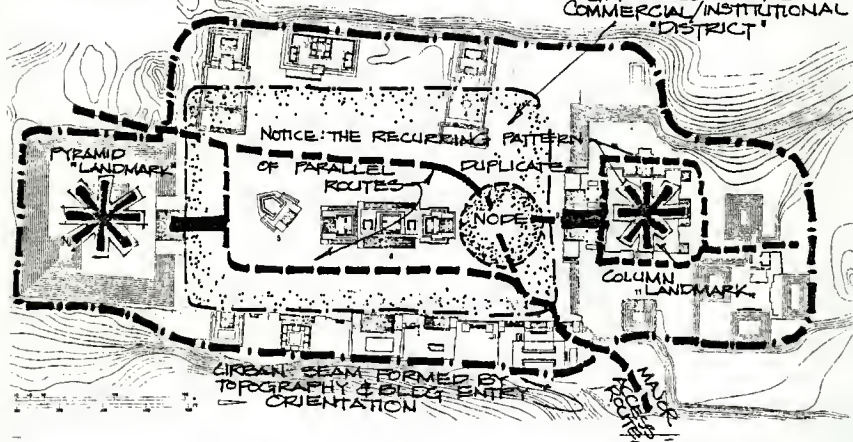 COMMERCIAL/INSTITUTIONAL
"DISTRICT"
NOTICE: THE RECURRING PATTERN
OF PARALLEL
ROUTES
DUPLICATE
PYRAMID
"LANDMARK"
NODE
COLUMN
"LANDMARK"
URBAN SEAM FORMED BY
TOPOGRAPHY & BLDG ENTRY
ORIENTATION
MAJOR
ACCESS
ROUTE